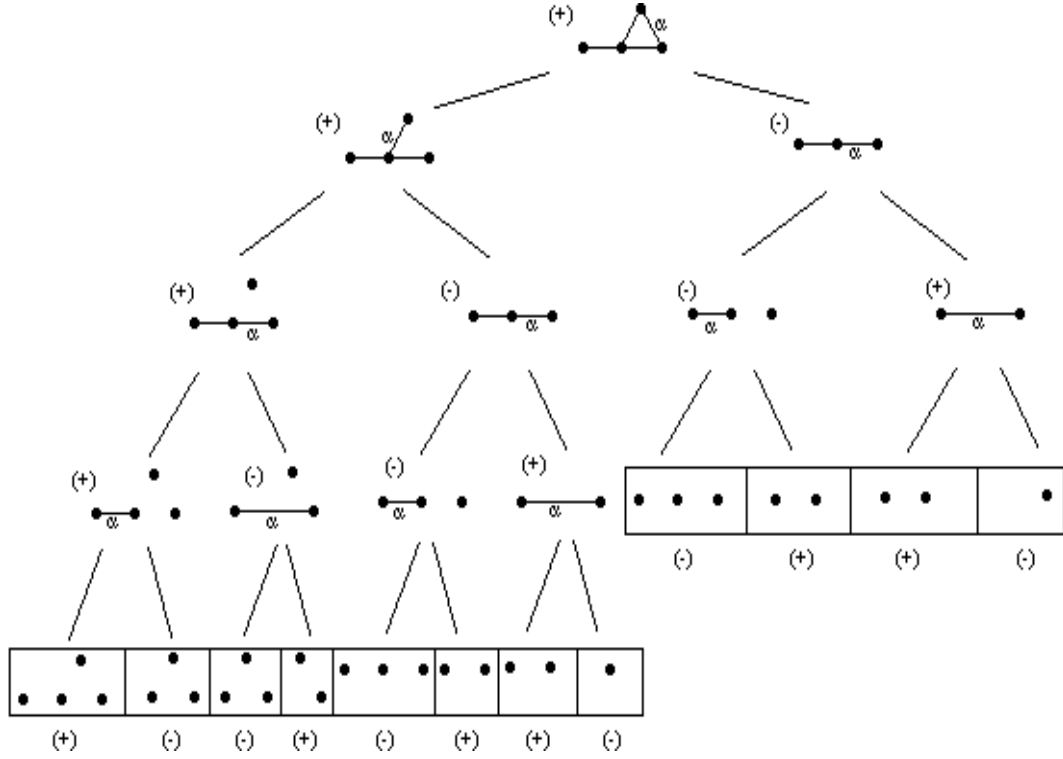 (+) α
(+) α (-) α
(+) α (-) α (-) α (+) α
(+) α (-) α (-) α (+) α
(-) (+) (+) (-)
(+) (-) (-) (+) (-) (+) (+) (-)